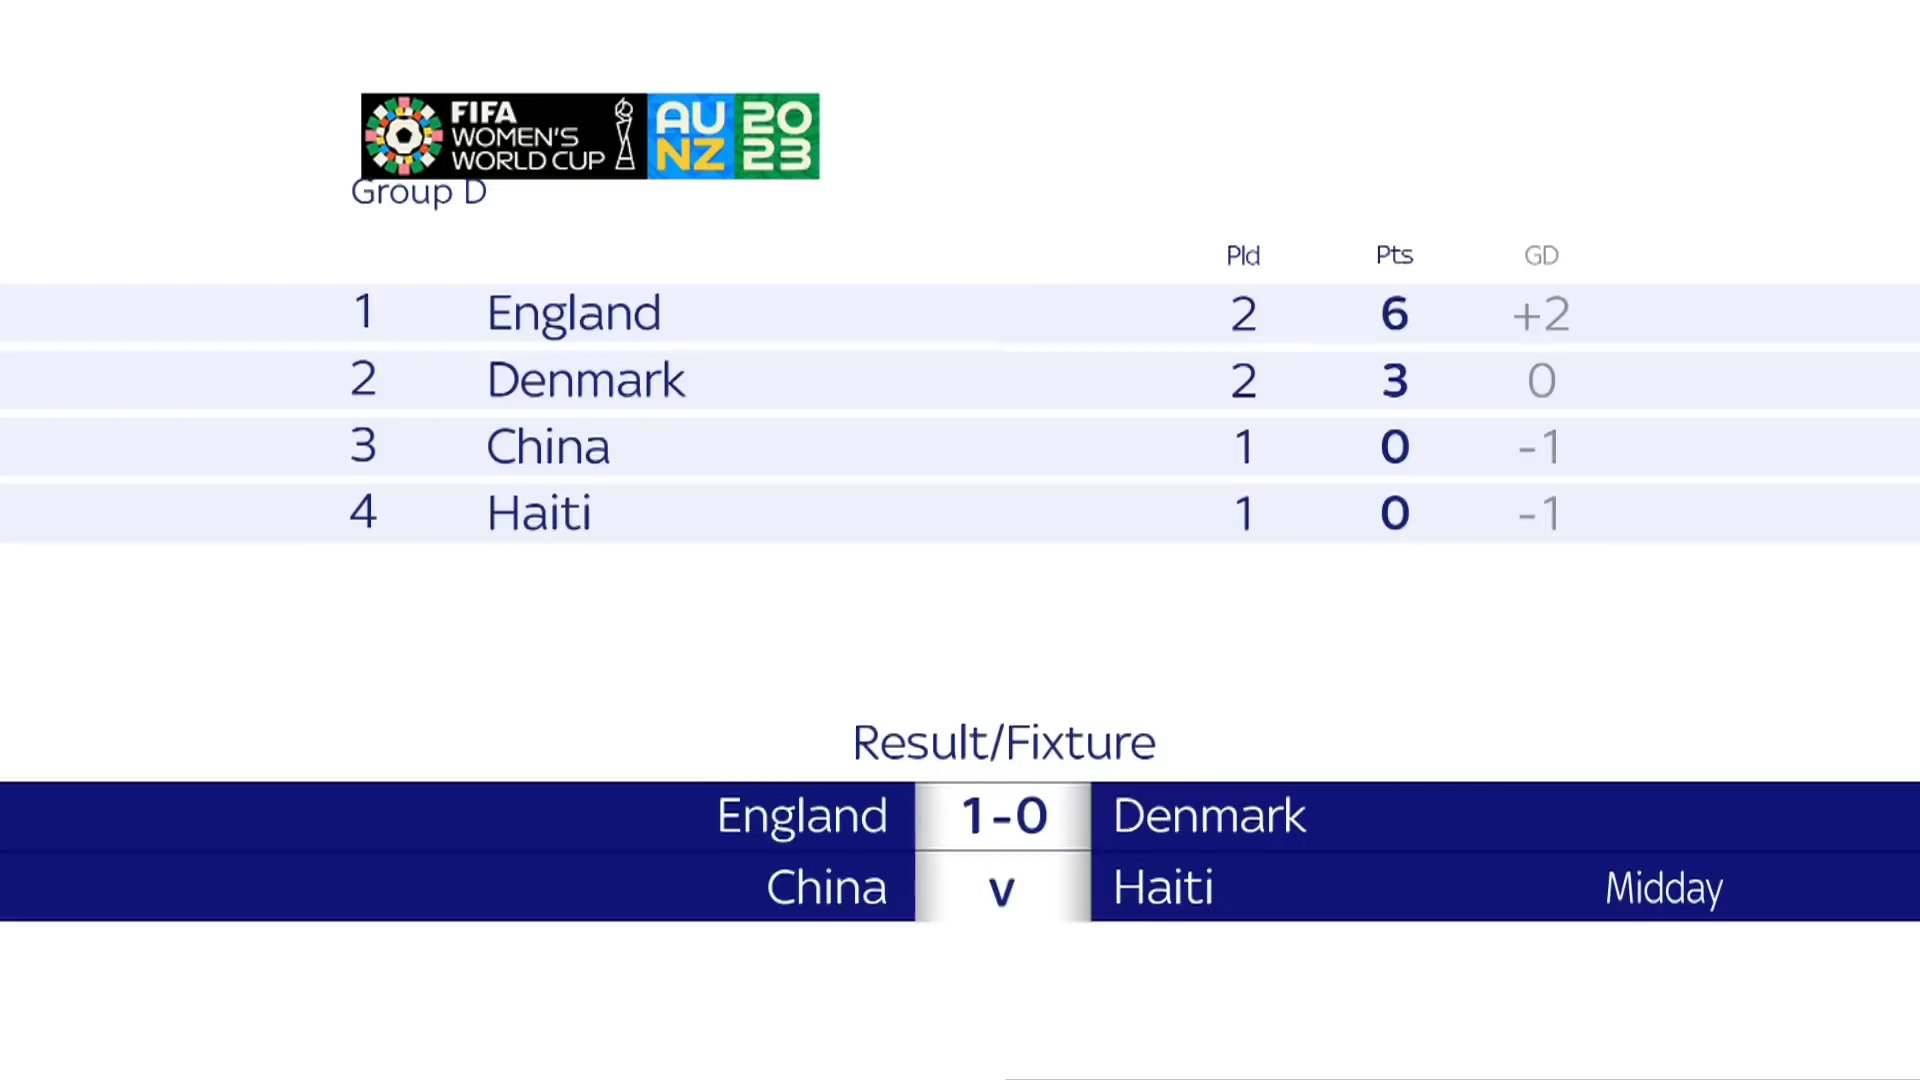 FIFA
WOMEN'S
WORLD CUP
AU
NZ
20
23
Group D
Pld Pts GD
1 England 2 6 +2
2 Denmark 2 3 0
3 China 1 0 -1
4 Haiti 1 0 -1
Result/Fixture
England 1-0 Denmark
China v Haiti Midday